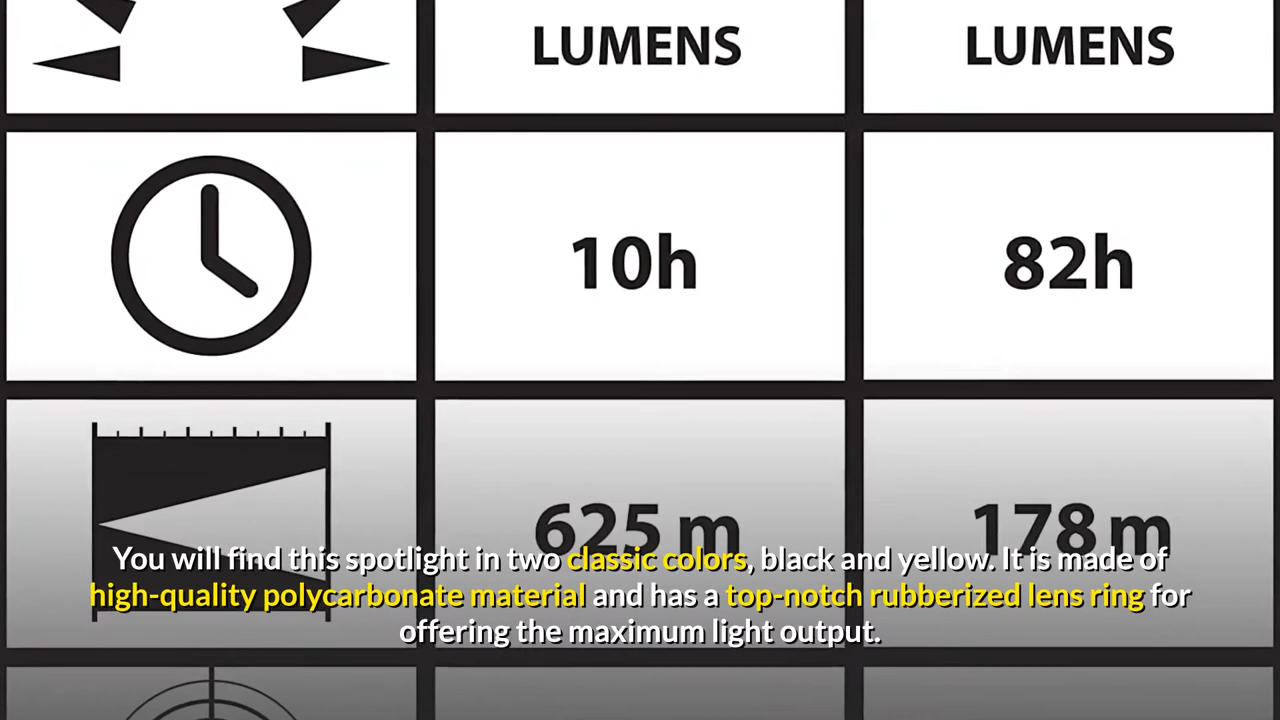 LUMENS LUMENS
10h 82h
625 m 178 m
You will find this spotlight in two classic colors, black and yellow. It is made of
high-quality polycarbonate material and has a top-notch rubberized lens ring for
offering the maximum light output.